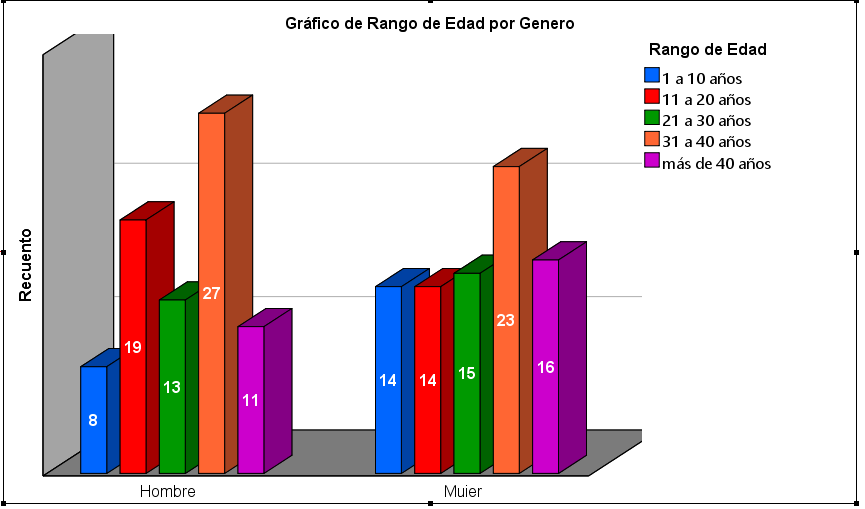 Gráfico de Rango de Edad por Genero
Rango de Edad
1 a 10 años
11 a 20 años
21 a 30 años
31 a 40 años
más de 40 años
Recuento
8
19
13
27
11
14
14
15
23
16
Hombre
Muier